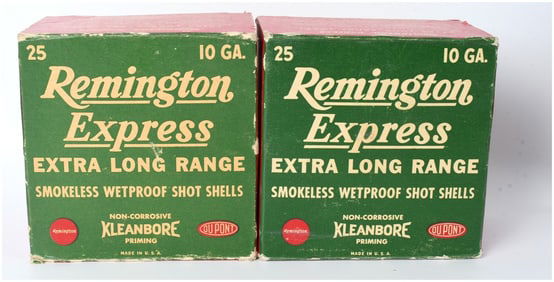 25 10 GA.
Remington
Express
EXTRA LONG RANGE
SMOKELESS WETPROOF SHOT SHELLS
Remington
NON-CORROSIVE
KLEANBORE
PRIMING
DU PONT
MADE IN U.S.A.
25 10 GA.
Remington
Express
EXTRA LONG RANGE
SMOKELESS WETPROOF SHOT SHELLS
Remington
NON-CORROSIVE
KLEANBORE
PRIMING
DU PONT
MADE IN U.S.A.